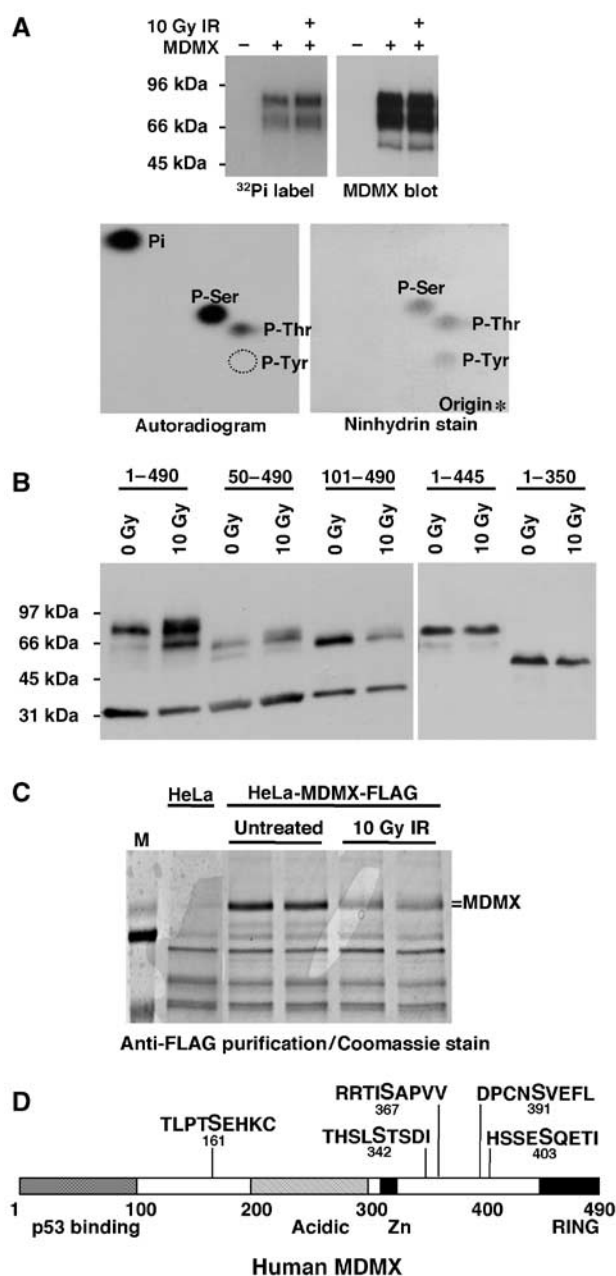 A
10 Gy IR +
MDMX − + + − + +
96 kDa
66 kDa
45 kDa
32Pi label MDMX blot
Pi
P-Ser
P-Thr
P-Tyr
Autoradiogram
P-Ser
P-Thr
P-Tyr
Origin *
Ninhydrin stain
B
1–490 50–490 101–490 1–445 1–350
0 Gy 10 Gy 0 Gy 10 Gy 0 Gy 10 Gy 0 Gy 10 Gy 0 Gy 10 Gy
97 kDa
66 kDa
45 kDa
31 kDa
C
HeLa HeLa-MDMX-FLAG
Untreated 10 Gy IR
M
=MDMX
Anti-FLAG purification/Coomassie stain
D
RRTISAPVV DPCNSVEFL
367 391
TLPTSEHKC THSLSTSDI HSSESQETI
161 342 403
1 100 200 300 400 490
p53 binding Acidic Zn RING
Human MDMX